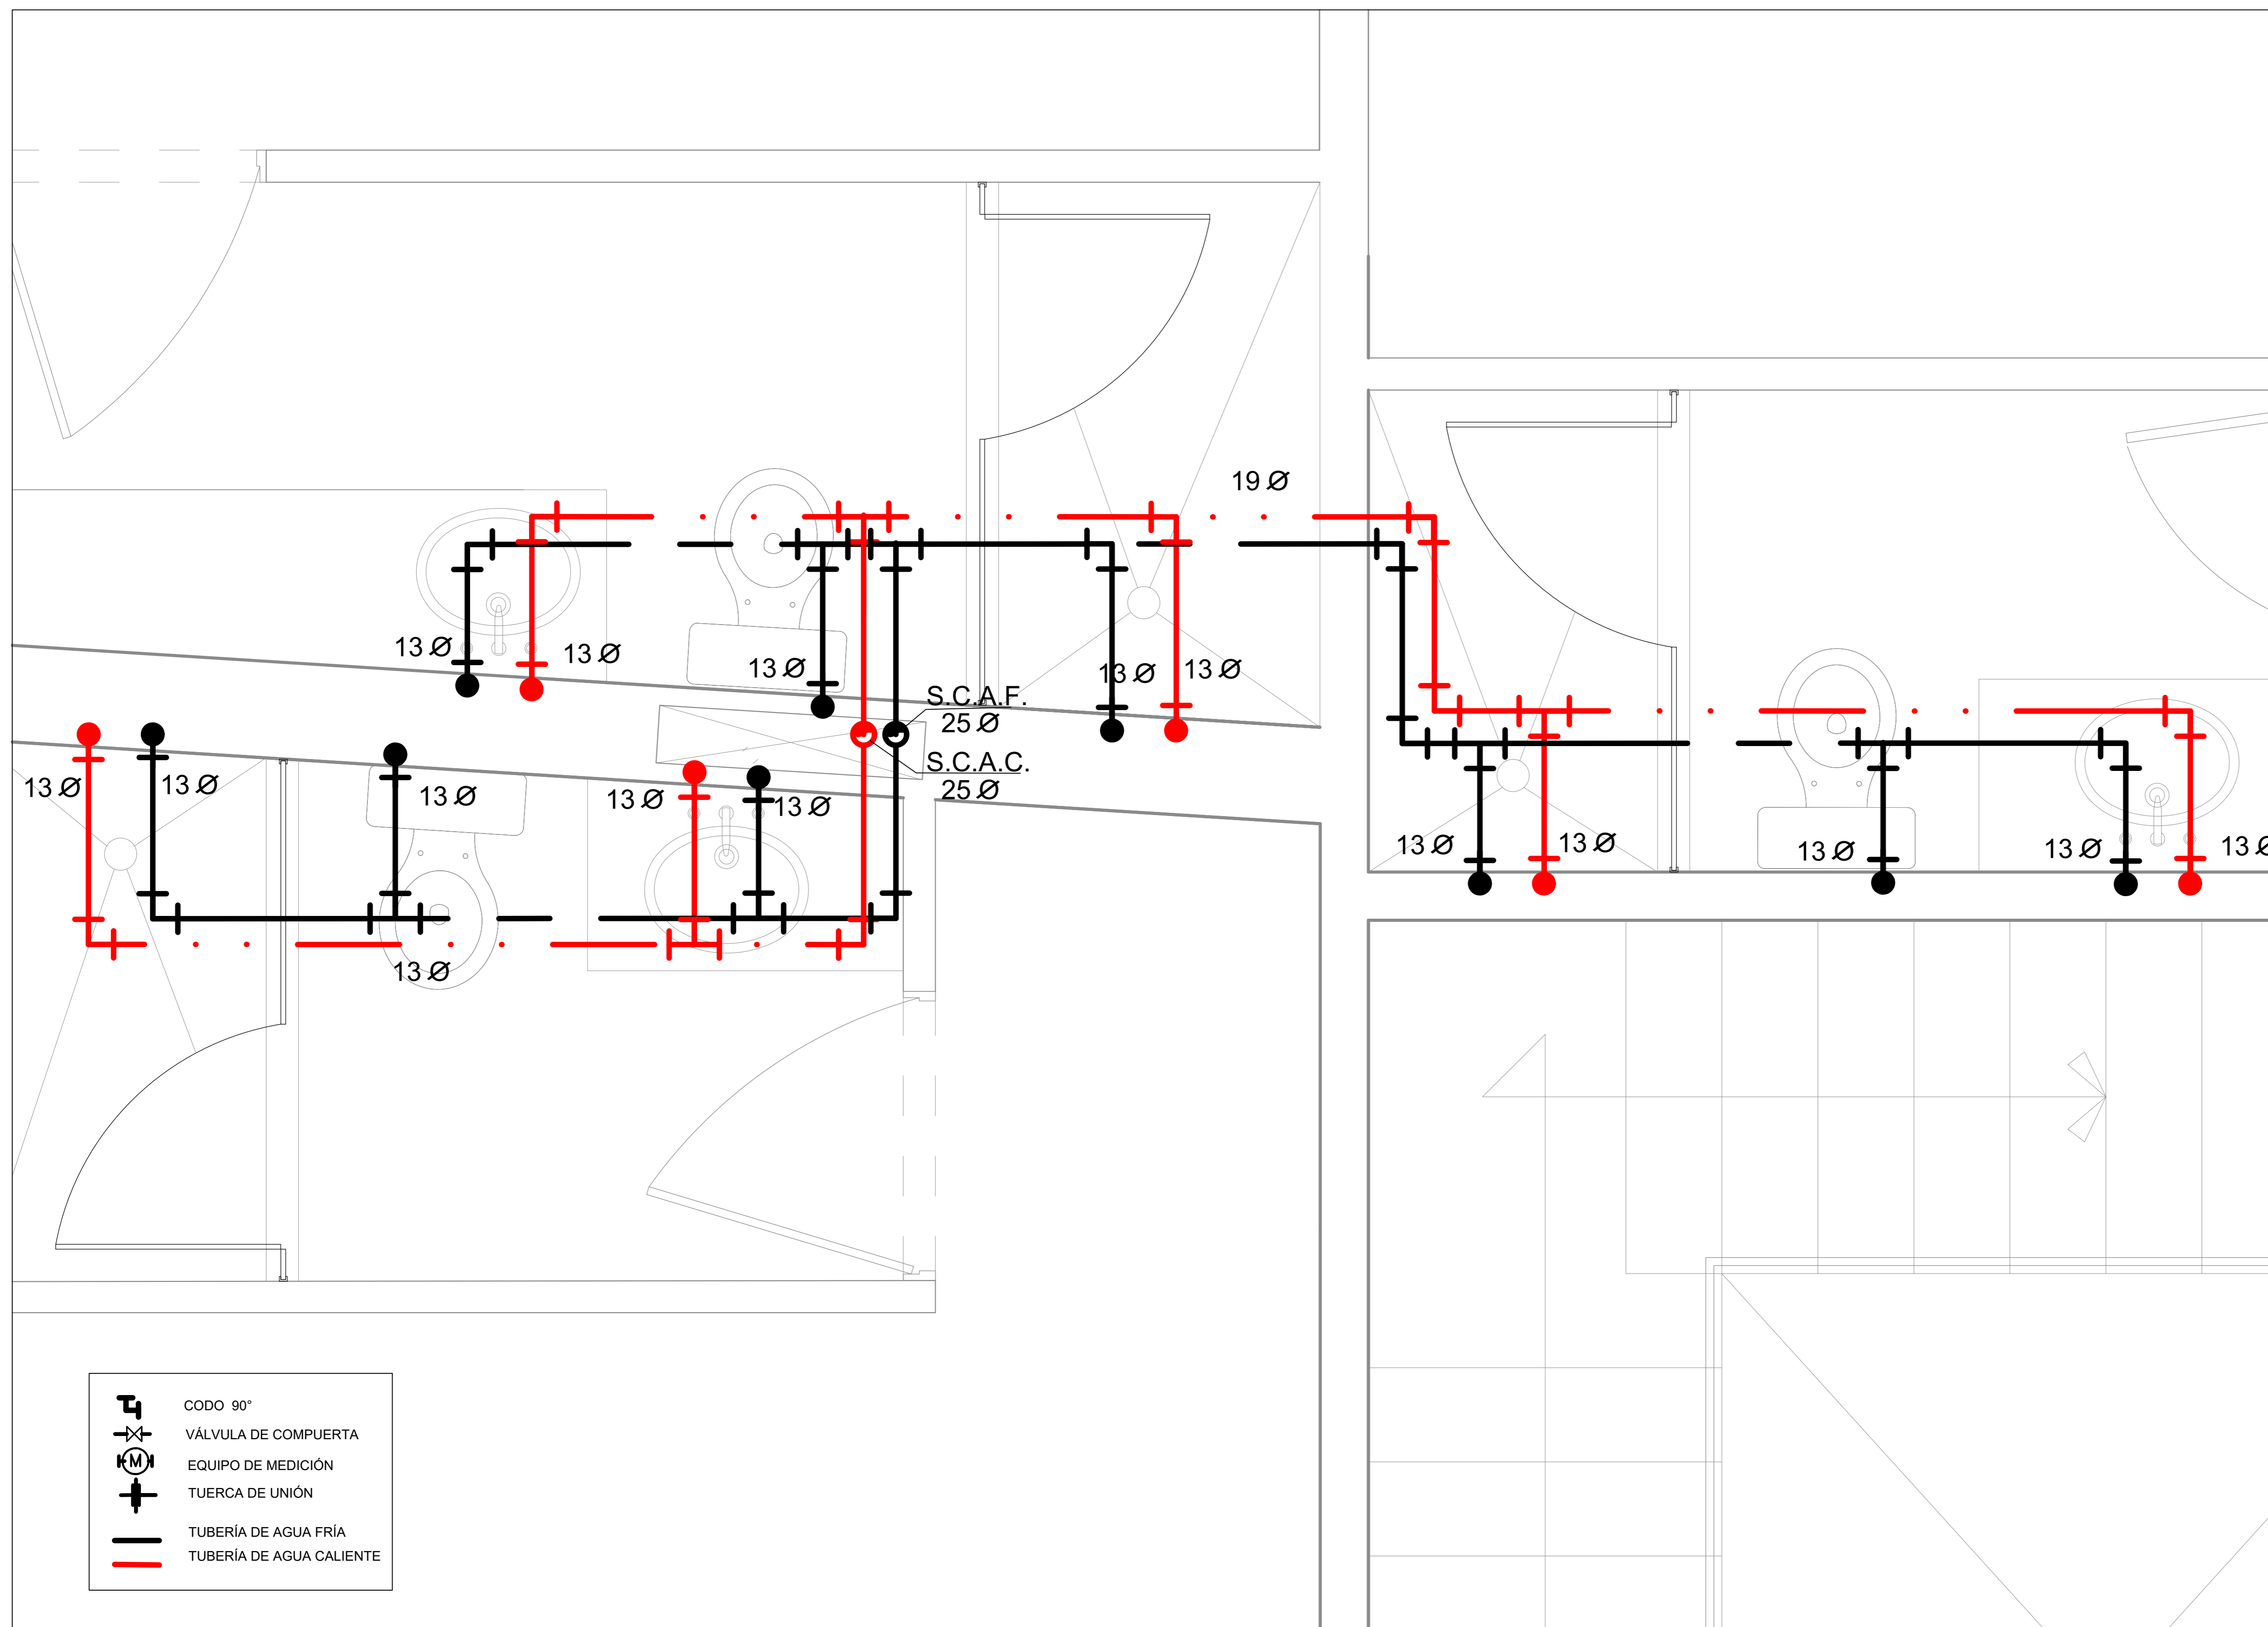 19 Ø
13 Ø
13 Ø
13 Ø
13 Ø
13 Ø
S.C.A.F.
25 Ø
S.C.A.C.
25 Ø
13 Ø
13 Ø
13 Ø
13 Ø
13 Ø
13 Ø
13 Ø
13 Ø
13 Ø
13 Ø
13 Ø
CODO 90°
VÁLVULA DE COMPUERTA
M EQUIPO DE MEDICIÓN
TUERCA DE UNIÓN
TUBERÍA DE AGUA FRÍA
TUBERÍA DE AGUA CALIENTE